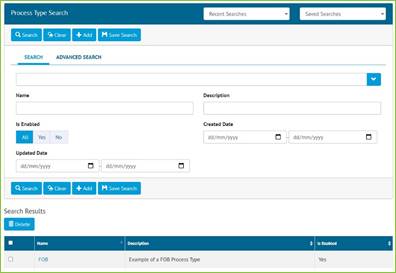 Process Type Search Recent Searches Saved Searches
Search Clear Add Save Search
SEARCH ADVANCED SEARCH
Name Description
Is Enabled Created Date
All Yes No dd/mm/yyyy - dd/mm/yyyy
Updated Date
dd/mm/yyyy - dd/mm/yyyy
Search Clear Add Save Search
Search Results
Delete
Name Description Is Enabled
FOB Example of a FOB Process Type Yes